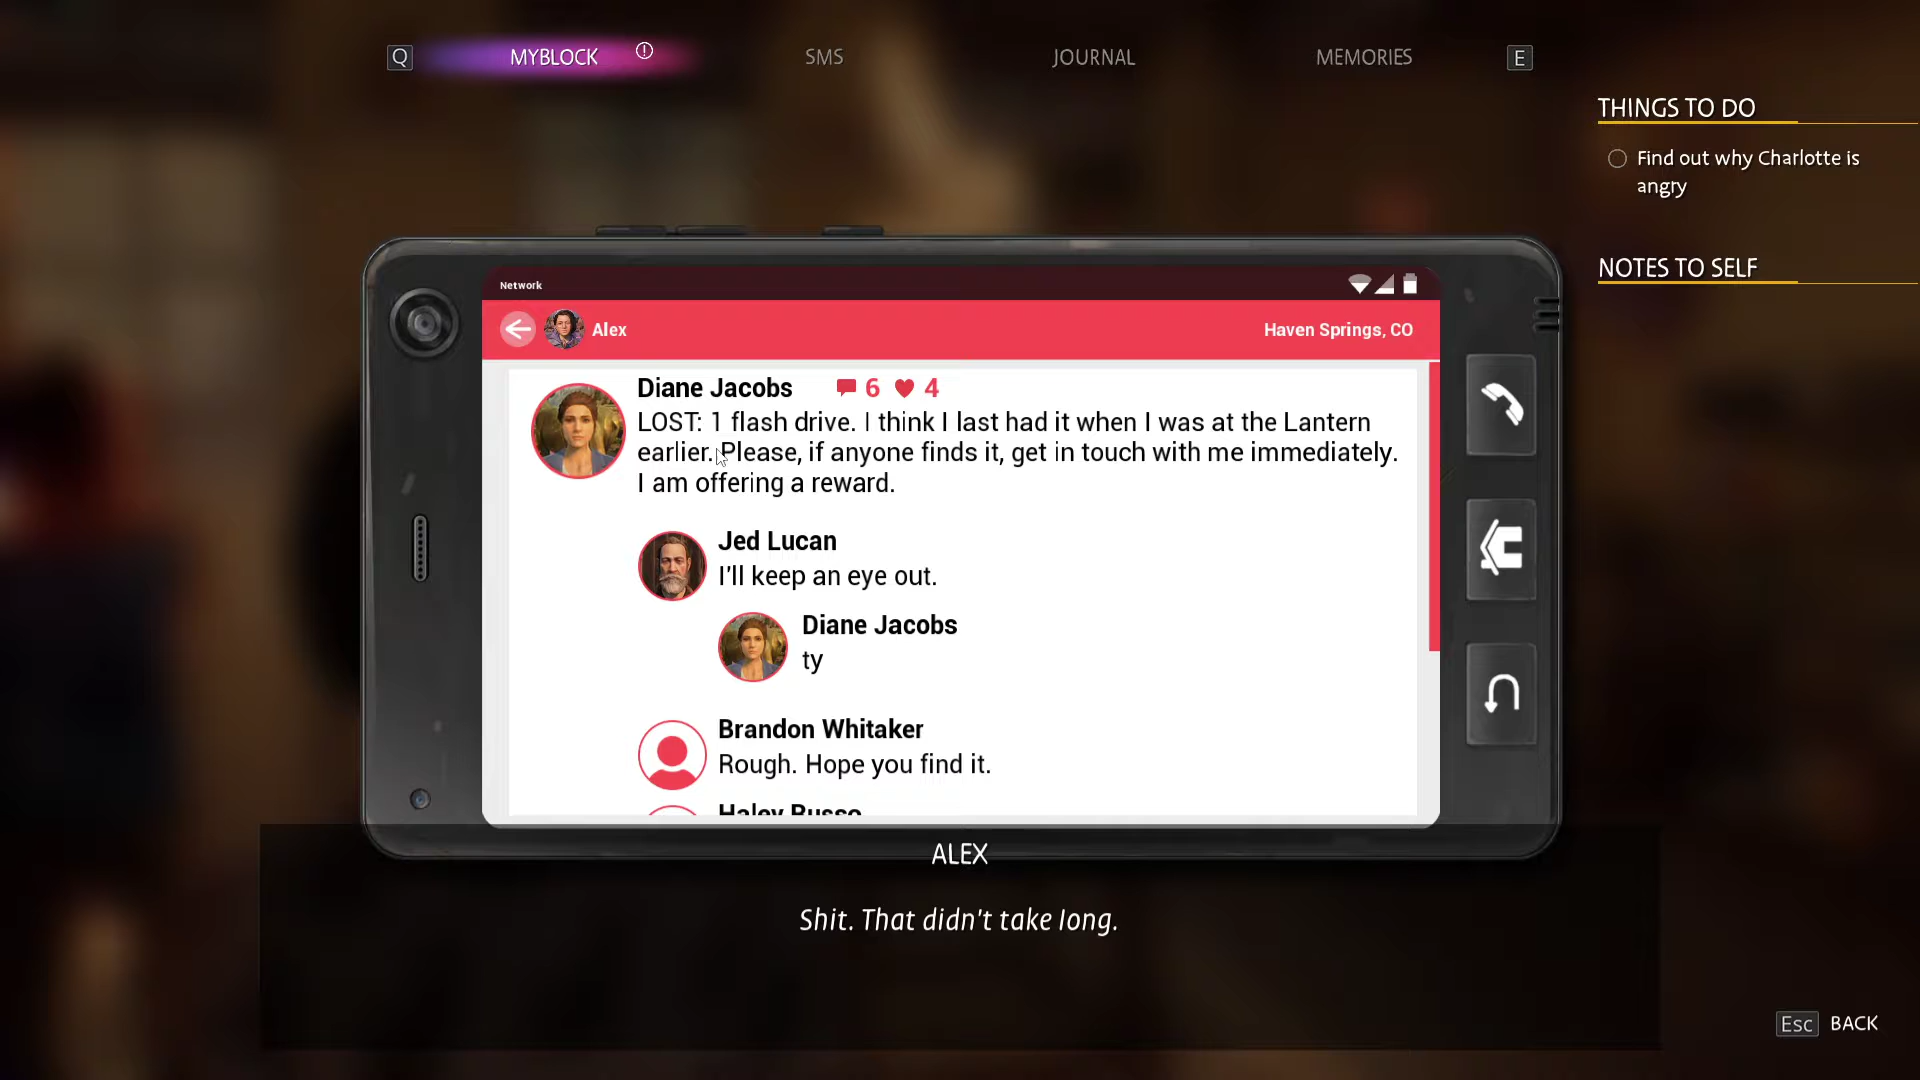 Q
MYBLOCK
SMS
JOURNAL
MEMORIES
E
THINGS TO DO
Find out why Charlotte is
angry
NOTES TO SELF
Network
Alex
Haven Springs, CO
Diane Jacobs 6 4
LOST: 1 flash drive. I think I last had it when I was at the Lantern
earlier. Please, if anyone finds it, get in touch with me immediately.
I am offering a reward.
Jed Lucan
I'll keep an eye out.
Diane Jacobs
ty
Brandon Whitaker
Rough. Hope you find it.
Haley Russo
ALEX
Shit. That didn't take long.
Esc BACK